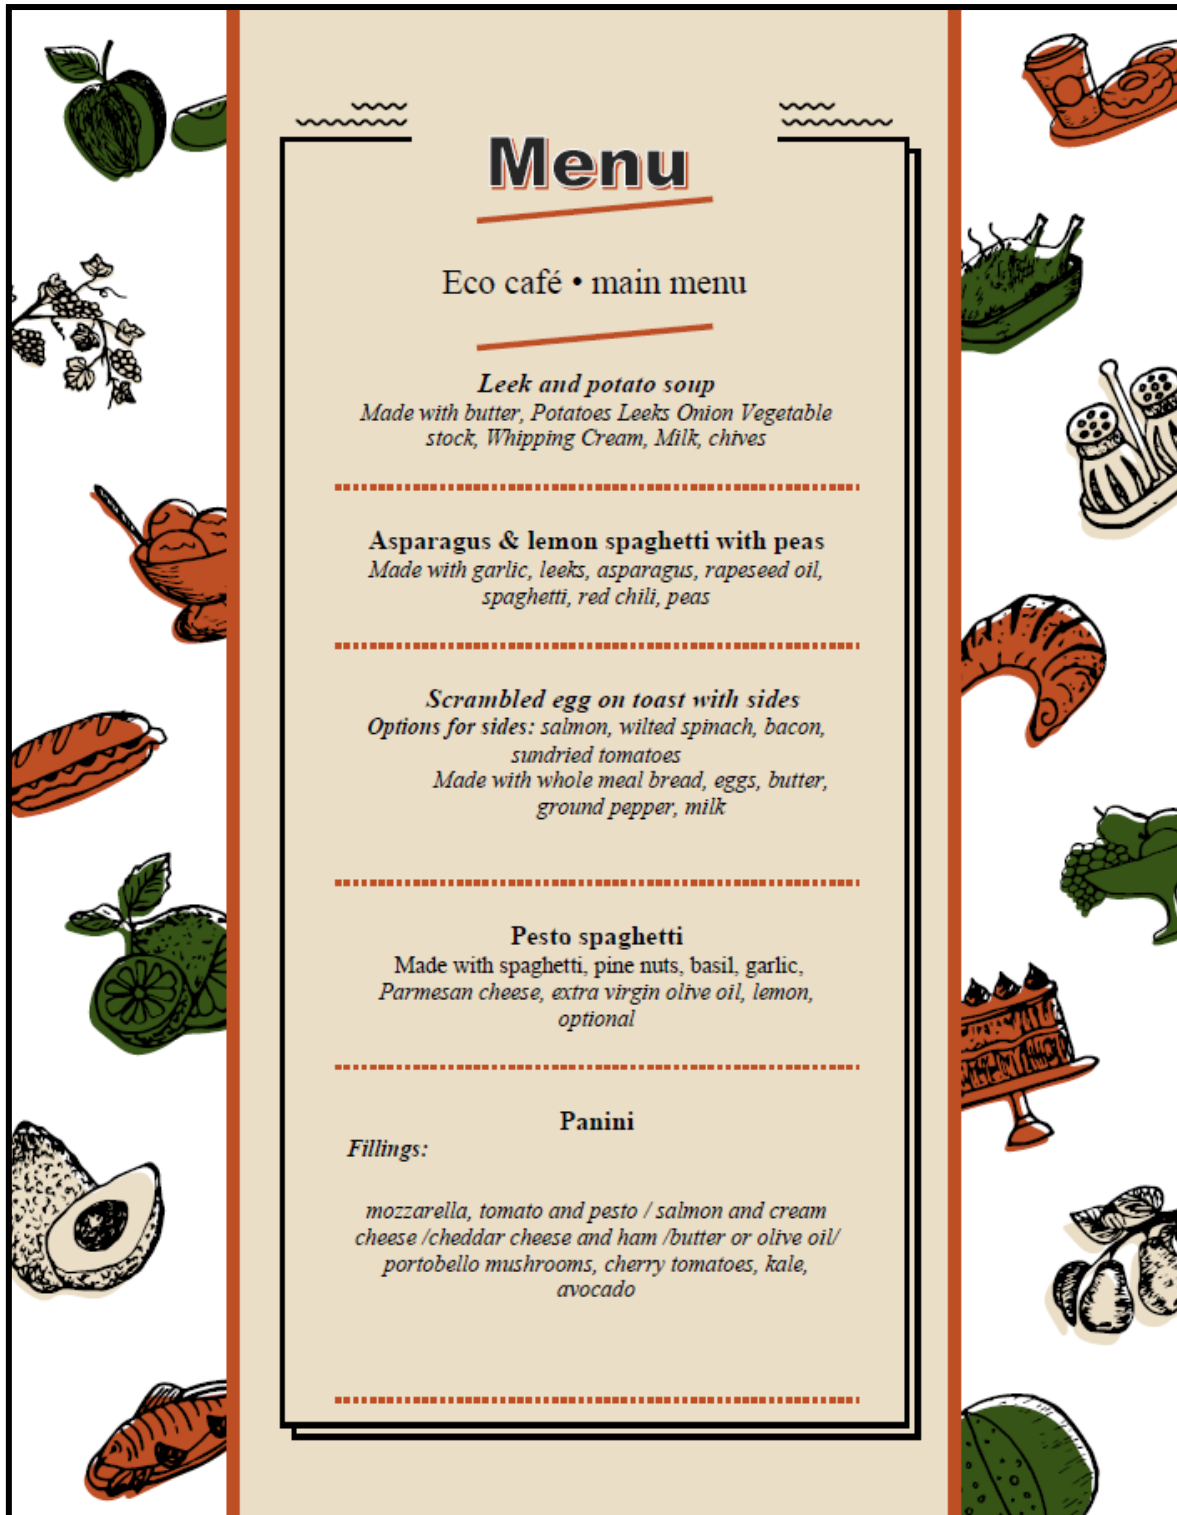 Menu
Eco café • main menu
Leek and potato soup
Made with butter, Potatoes Leeks Onion Vegetable
stock, Whipping Cream, Milk, chives
Asparagus & lemon spaghetti with peas
Made with garlic, leeks, asparagus, rapeseed oil,
spaghetti, red chili, peas
Scrambled egg on toast with sides
Options for sides: salmon, wilted spinach, bacon,
sundried tomatoes
Made with whole meal bread, eggs, butter,
ground pepper, milk
Pesto spaghetti
Made with spaghetti, pine nuts, basil, garlic,
Parmesan cheese, extra virgin olive oil, lemon,
optional
Panini
Fillings:
mozzarella, tomato and pesto / salmon and cream
cheese /cheddar cheese and ham /butter or olive oil/
portobello mushrooms, cherry tomatoes, kale,
avocado